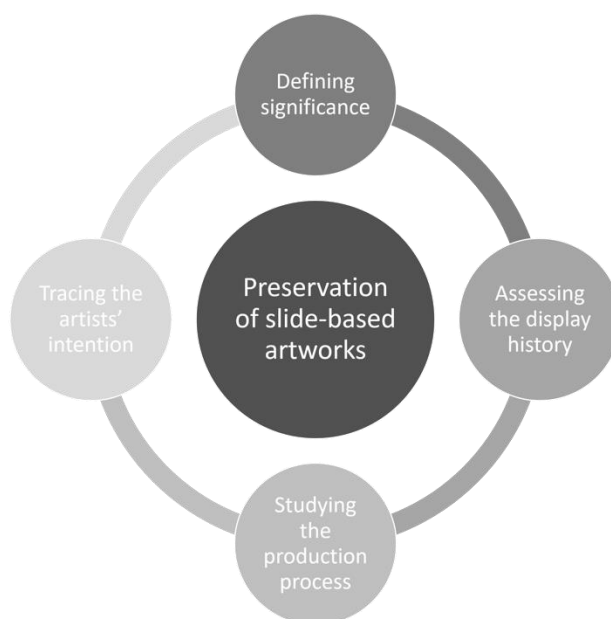 Defining
significance
Preservation
of slide-based
artworks
Tracing the
artists'
intention
Assessing
the display
history
Studying
the
production
process